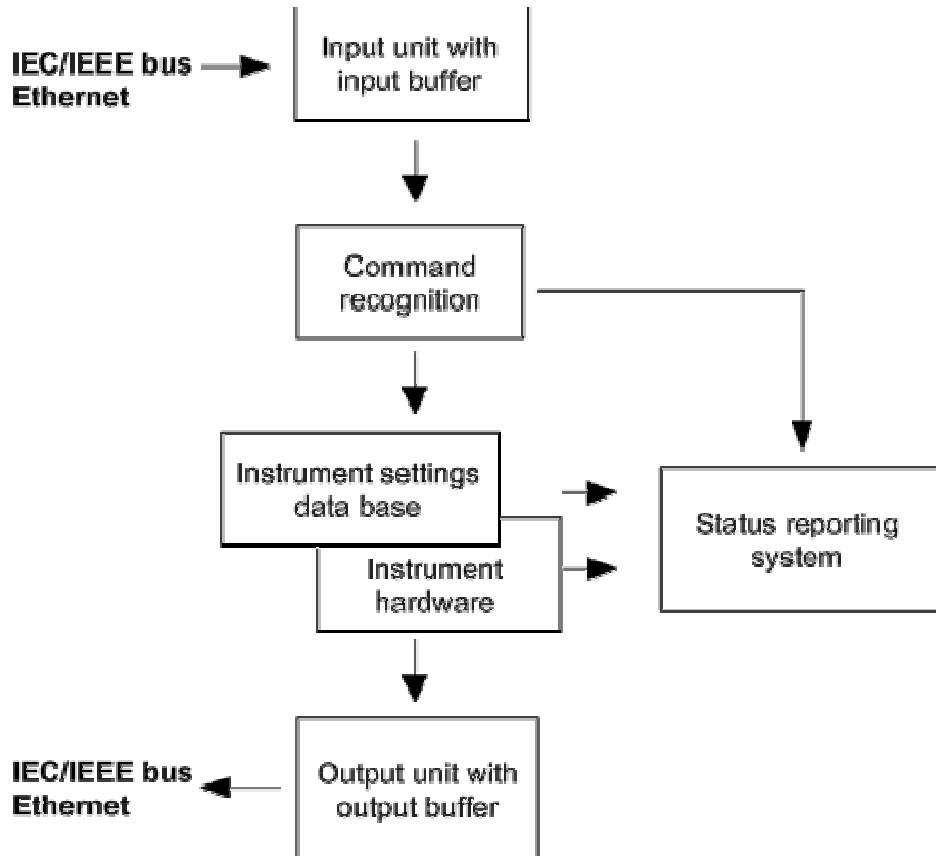 IEC/IEEE bus
Ethernet
Input unit with
input buffer
Command
recognition
Instrument settings
data base
Instrument
hardware
Status reporting
system
IEC/IEEE bus
Ethernet
Output unit with
output buffer